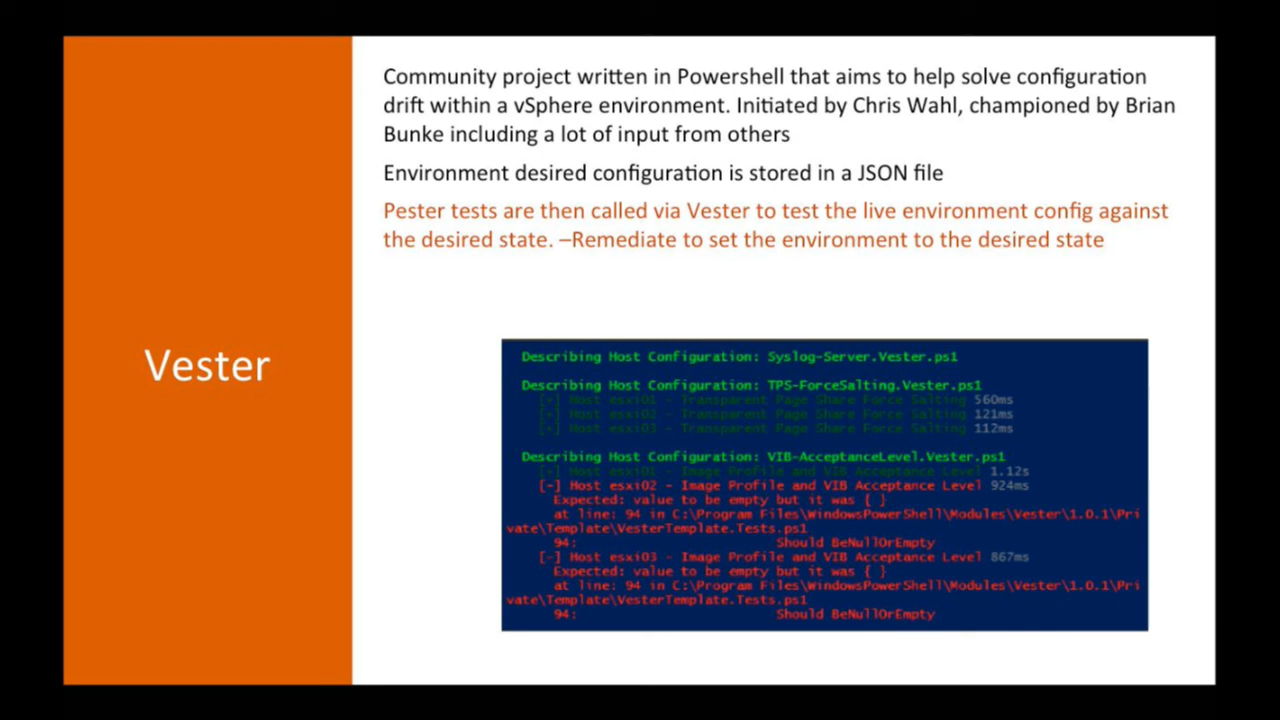 Community project written in Powershell that aims to help solve configuration
drift within a vSphere environment. Initiated by Chris Wahl, championed by Brian
Bunke including a lot of input from others
Environment desired configuration is stored in a JSON file
Pester tests are then called via Vester to test the live environment config against
the desired state. –Remediate to set the environment to the desired state
Vester
Describing Host Configuration: Syslog-Server.Vester.ps1
Describing Host Configuration: TPS-ForceSalting.Vester.ps1
[+] Host esxi01 - Transparent Page Share Force Salting 560ms
[+] Host esxi02 - Transparent Page Share Force Salting 121ms
[+] Host esxi03 - Transparent Page Share Force Salting 112ms
Describing Host Configuration: VIB-AcceptanceLevel.Vester.ps1
[+] Host esxi01 - Image Profile and VIB Acceptance Level 1.12s
[-] Host esxi02 - Image Profile and VIB Acceptance Level 924ms
Expected: value to be empty but it was { }
at line: 94 in C:\Program Files\WindowsPowerShell\Modules\Vester\1.0.1\Pri
vate\Template\VesterTemplate.Tests.ps1
94: Should BeNullOrEmpty
[-] Host esxi03 - Image Profile and VIB Acceptance Level 867ms
Expected: value to be empty but it was { }
at line: 94 in C:\Program Files\WindowsPowerShell\Modules\Vester\1.0.1\Pri
vate\Template\VesterTemplate.Tests.ps1
94: Should BeNullOrEmpty